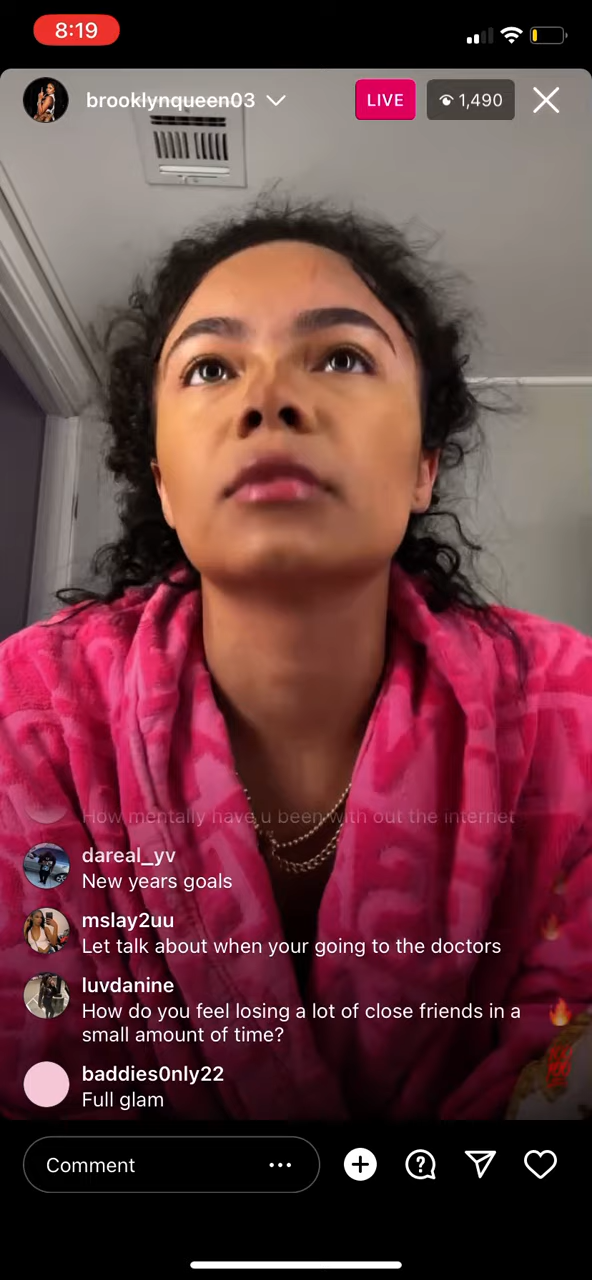 8:19
brooklynqueen03
LIVE
1,490
How mentally have u been with out the internet
dareal_yv
New years goals
mslay2uu
Let talk about when your going to the doctors
luvdanine
How do you feel losing a lot of close friends in a
small amount of time?
baddies0nly22
Full glam
Comment